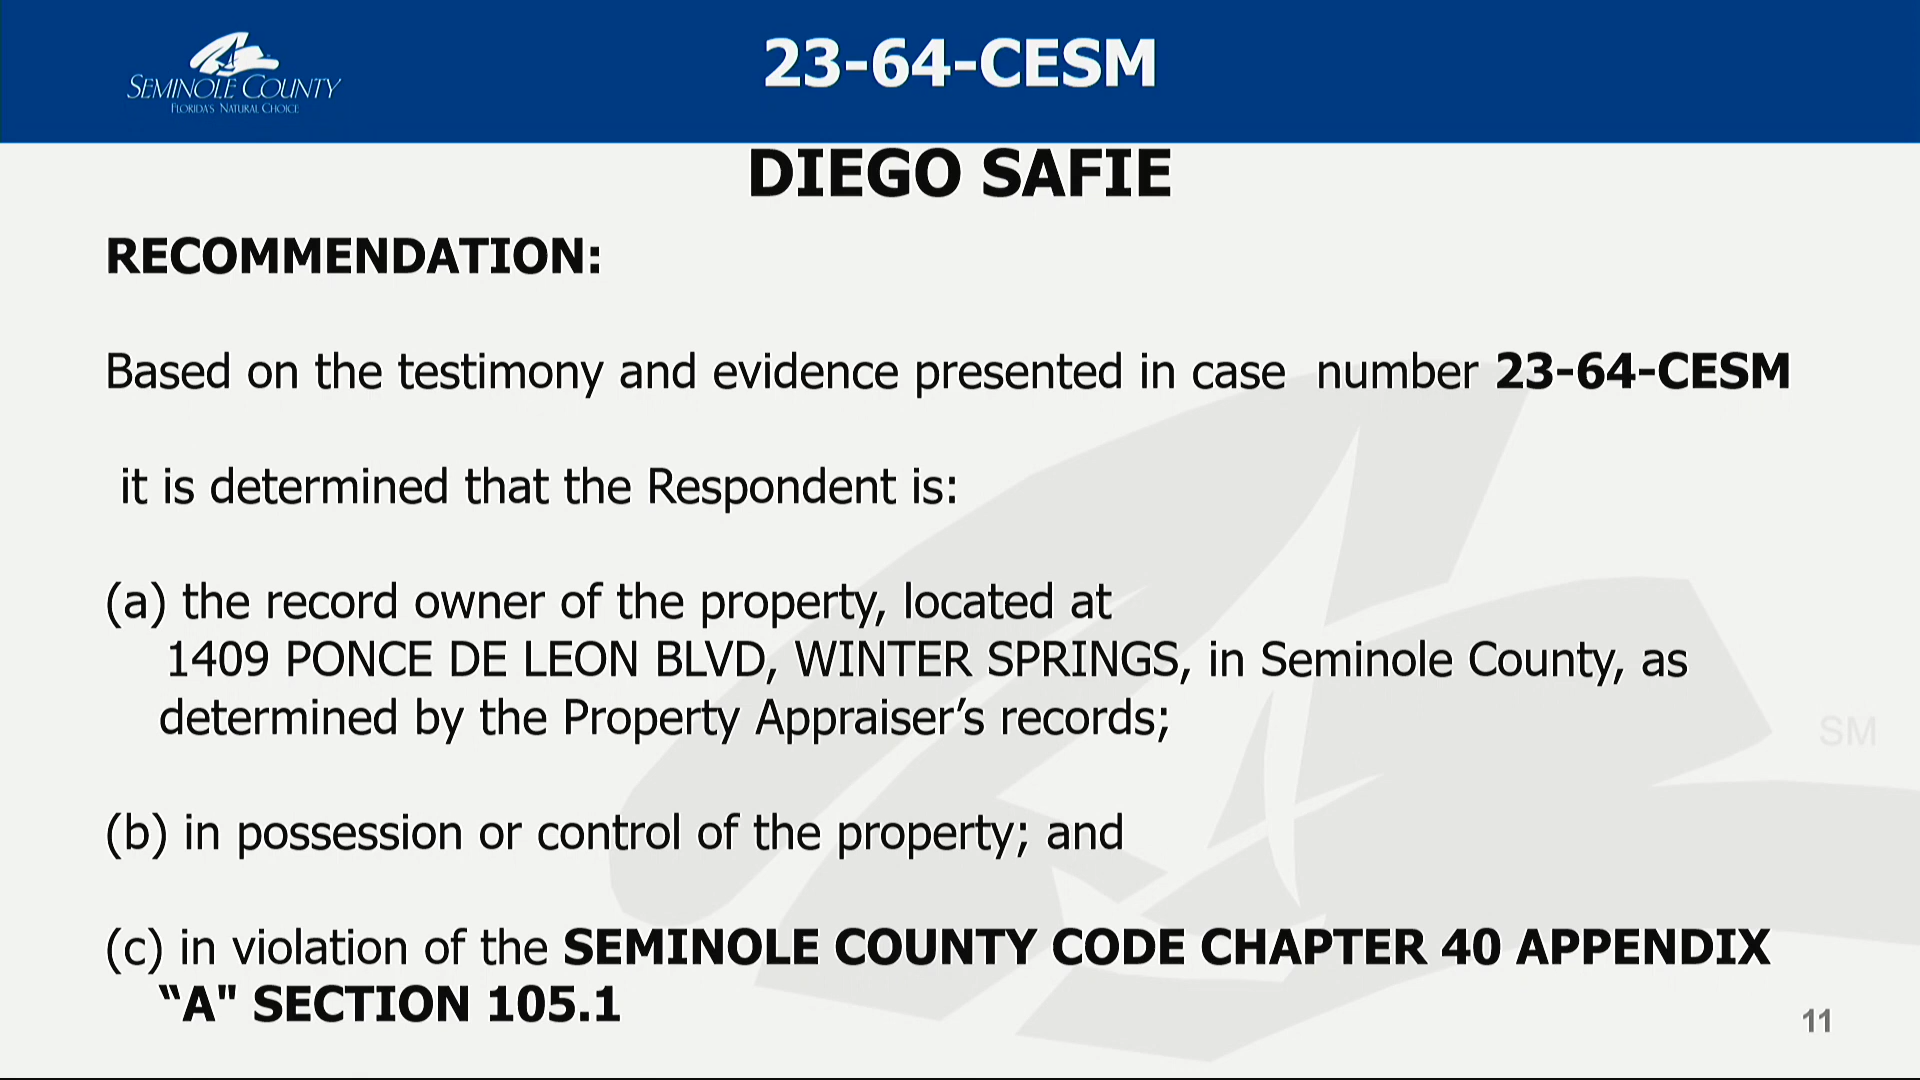 23-64-CESM
SEMINOLE COUNTY
FLORIDA'S NATURAL CHOICE
DIEGO SAFIE
RECOMMENDATION:
Based on the testimony and evidence presented in case  number 23-64-CESM
it is determined that the Respondent is:
(a) the record owner of the property, located at
1409 PONCE DE LEON BLVD, WINTER SPRINGS, in Seminole County, as
determined by the Property Appraiser’s records;
SM
(b) in possession or control of the property; and
(c) in violation of the SEMINOLE COUNTY CODE CHAPTER 40 APPENDIX
“A" SECTION 105.1
11